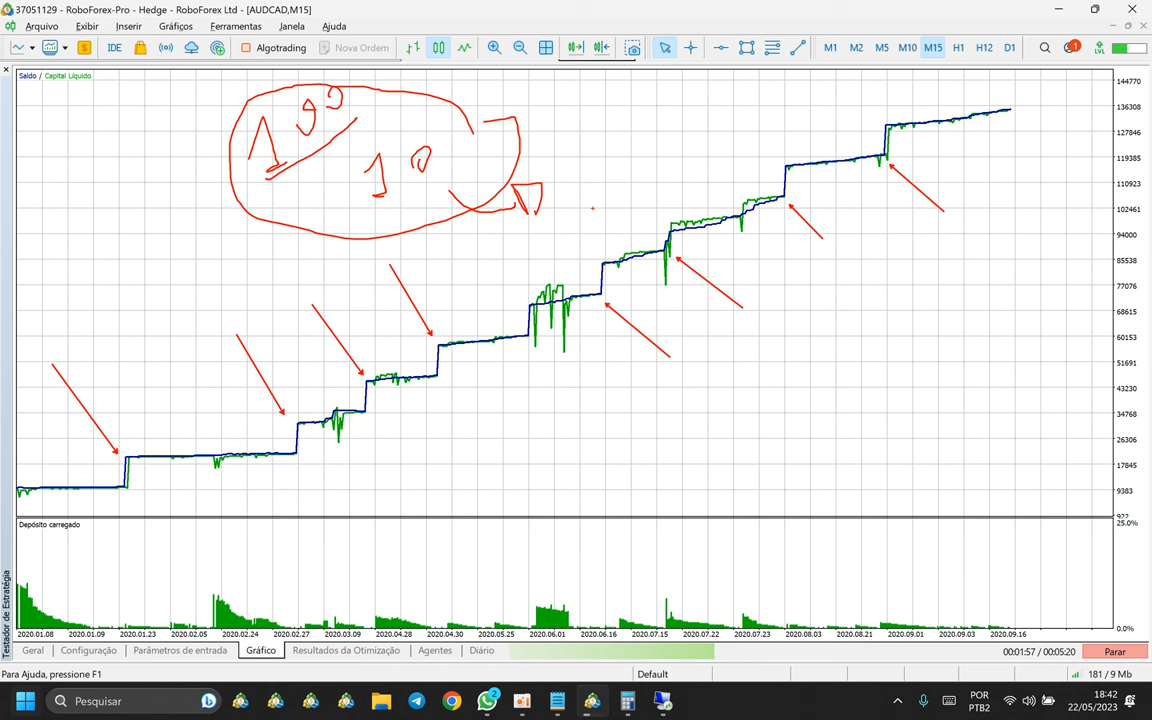 37051129 - RoboForex-Pro - Hedge - RoboForex Ltd - [AUDCAD,M15]
Arquivo Exibir Inserir Gráficos Ferramentas Janela Ajuda
IDE Algotrading Nova Ordem M1 M2 M5 M10 M15 H1 H12 D1 1 LVL
Saldo / Capital Líquido
144770
136308
127846
119385
110923
102461
94000
85538
77076
68615
60153
51691
43230
34768
26306
17845
9383
922
Depósito carregado
25.0%
0.0%
2020.01.08 2020.01.09 2020.01.23 2020.02.05 2020.02.24 2020.02.27 2020.03.09 2020.04.28 2020.04.30 2020.05.25 2020.06.01 2020.06.16 2020.07.15 2020.07.22 2020.07.23 2020.08.03 2020.08.21 2020.09.01 2020.09.03 2020.09.16
Testador de Estratégia
Geral Configuração Parâmetros de entrada Gráfico Resultados da Otimização Agentes Diário 00:01:57 / 00:05:20 Parar
Para Ajuda, pressione F1 Default 181 / 9 Mb
Pesquisar 2 POR 18:42
PTB2 22/05/2023